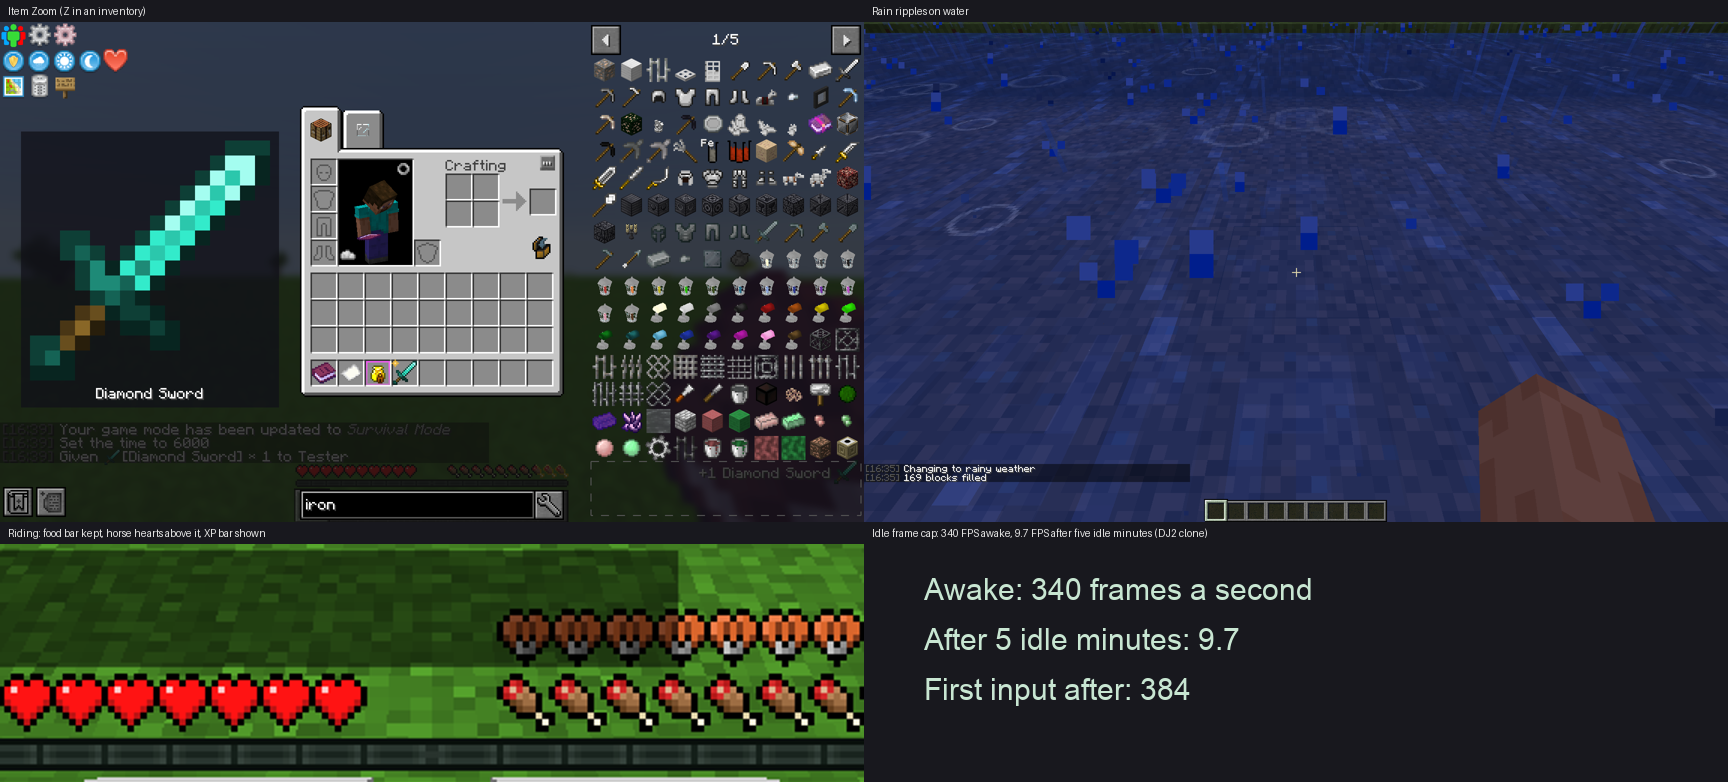 Item Zoom (Z in an inventory)
1/5
Crafting
Fe
Diamond Sword
[16:39] Your game mode has been updated to Survival Mode
[16:39] Set the time to 6000
[16:39] Given [Diamond Sword] × 1 to Tester
+1 Diamond Sword
iron
Rain ripples on water
[16:35] Changing to rainy weather
[16:35] 169 blocks filled
Riding: food bar kept, horse hearts above it, XP bar shown
Idle frame cap: 340 FPS awake, 9.7 FPS after five idle minutes (DJ2 clone)
Awake: 340 frames a second
After 5 idle minutes: 9.7
First input after: 384